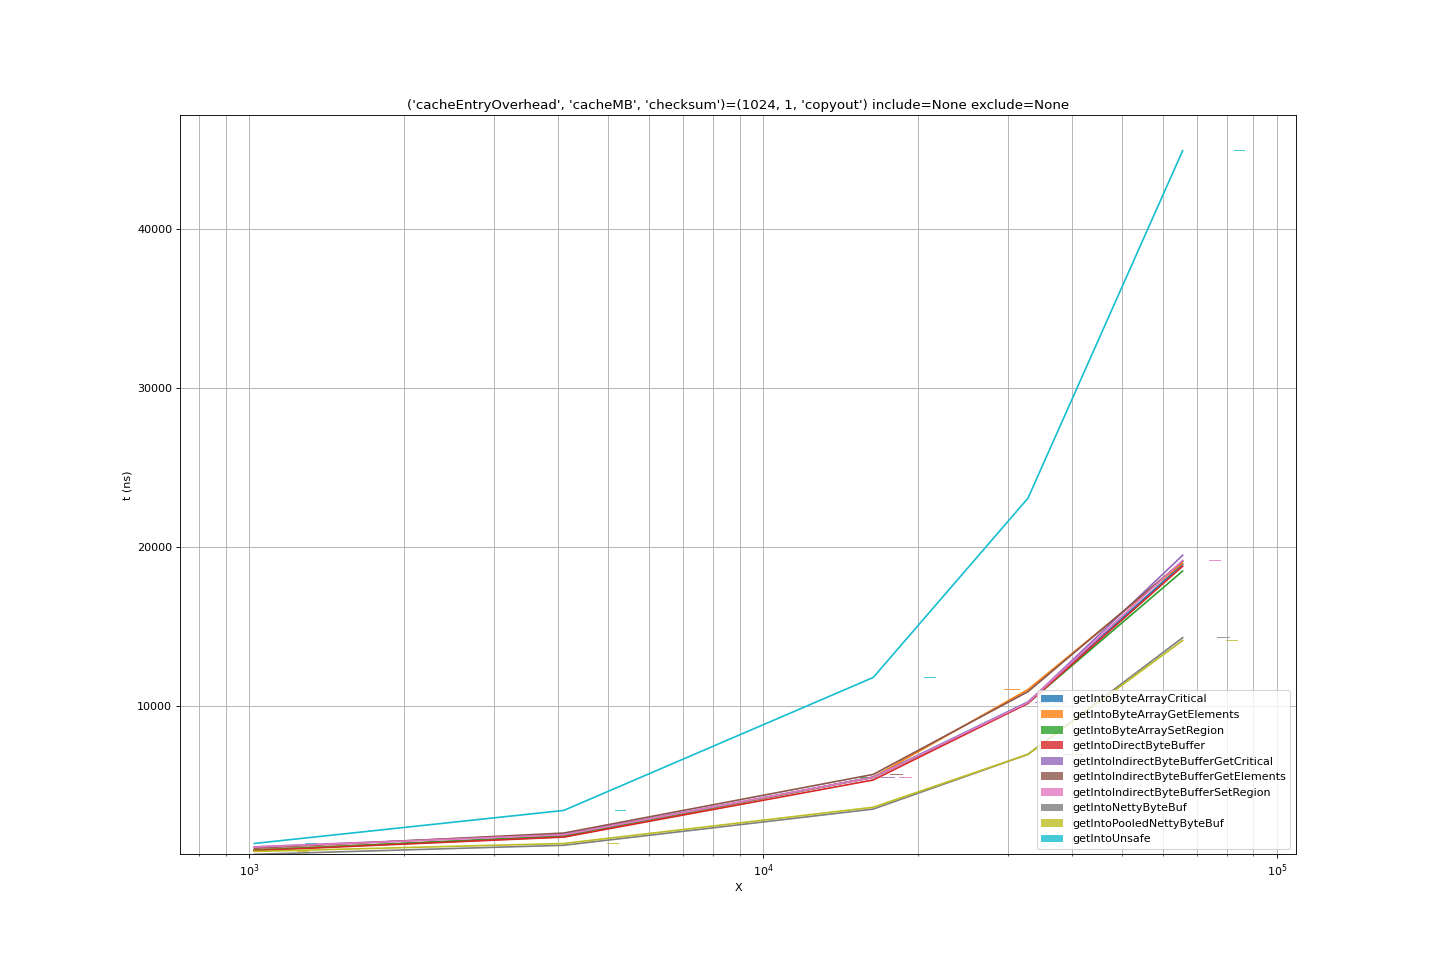 ('cacheEntryOverhead', 'cacheMB', 'checksum')=(1024, 1, 'copyout') include=None exclude=None
t (ns)
40000
30000
20000
10000
10³
10⁴
10⁵
X
getIntoByteArrayCritical
getIntoByteArrayGetElements
getIntoByteArraySetRegion
getIntoDirectByteBuffer
getIntoIndirectByteBufferGetCritical
getIntoIndirectByteBufferGetElements
getIntoIndirectByteBufferSetRegion
getIntoNettyByteBuf
getIntoPooledNettyByteBuf
getIntoUnsafe